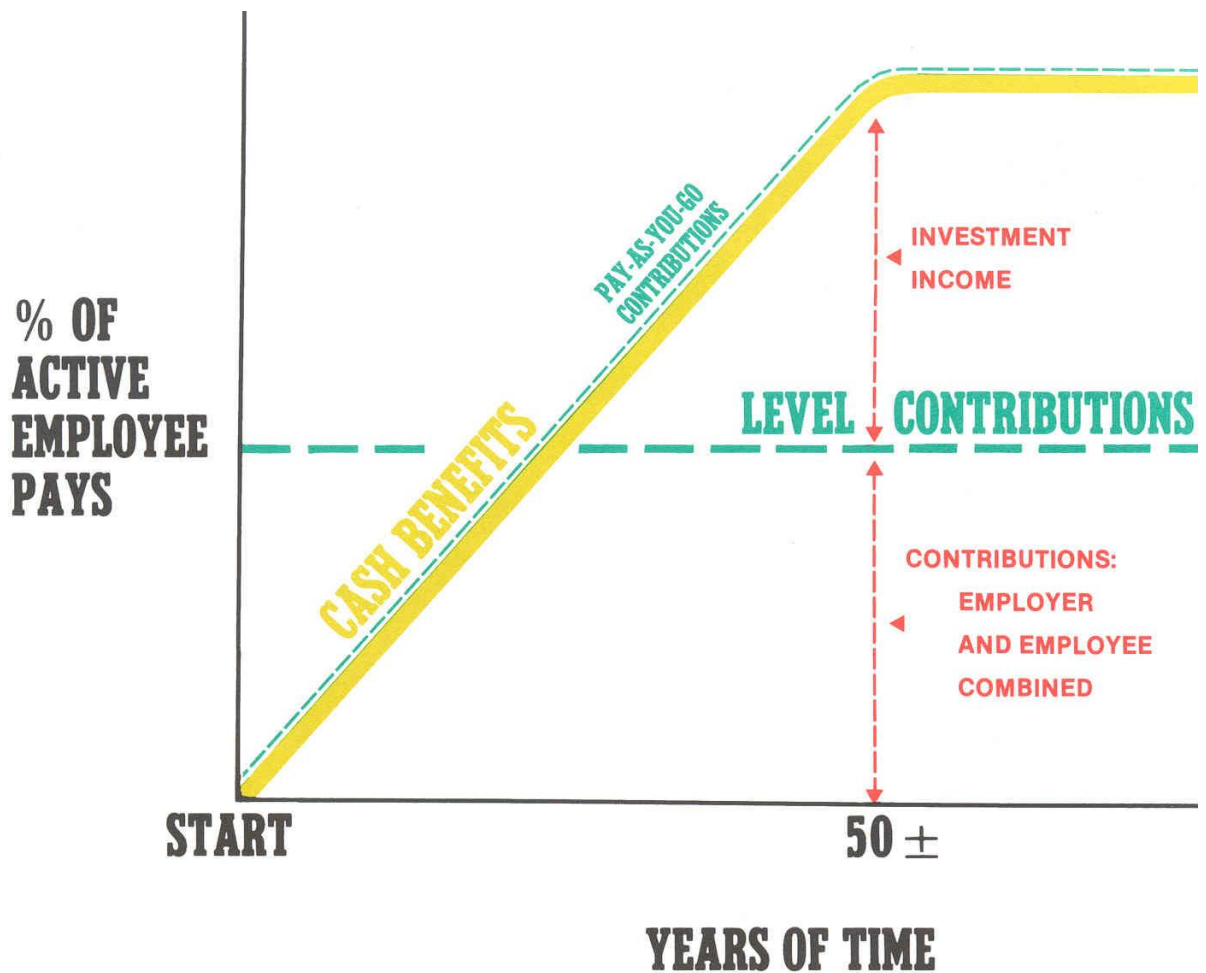 PAY-AS-YOU-GO
CONTRIBUTIONS
INVESTMENT
INCOME
% OF
ACTIVE
EMPLOYEE
PAYS
LEVEL CONTRIBUTIONS
CASH BENEFITS
CONTRIBUTIONS:
EMPLOYER
AND EMPLOYEE
COMBINED
START
50 ±
YEARS OF TIME